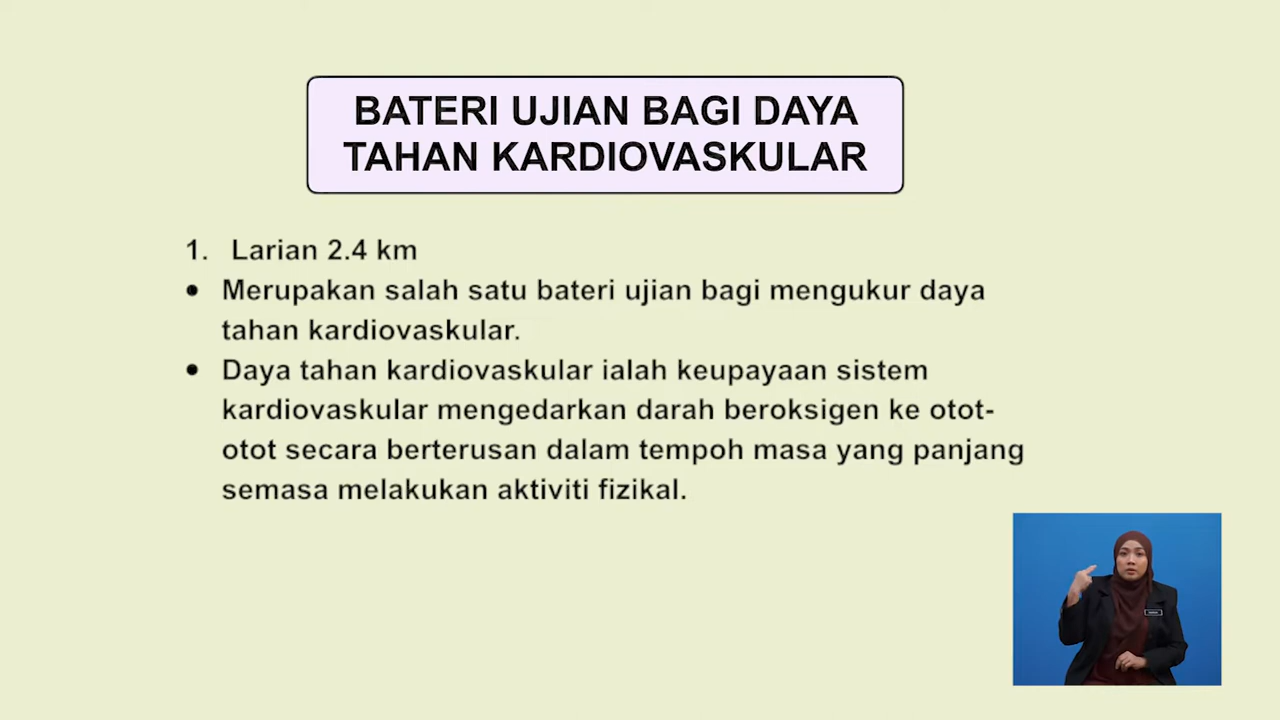 BATERI UJIAN BAGI DAYA
TAHAN KARDIOVASKULAR
1. Larian 2.4 km
• Merupakan salah satu bateri ujian bagi mengukur daya
tahan kardiovaskular.
• Daya tahan kardiovaskular ialah keupayaan sistem
kardiovaskular mengedarkan darah beroksigen ke otot-
otot secara berterusan dalam tempoh masa yang panjang
semasa melakukan aktiviti fizikal.